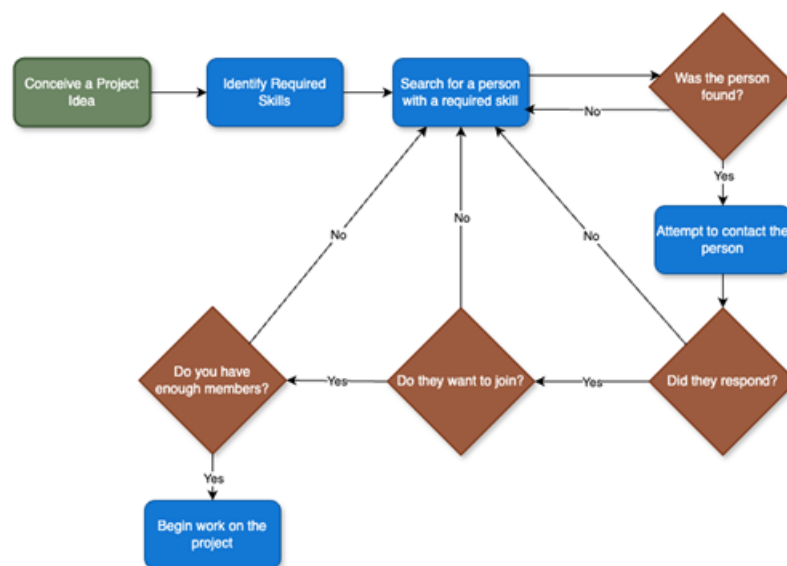 Conceive a Project
Idea
Identify Required
Skills
Search for a person
with a required skill
Was the person
found?
No
Yes
Attempt to contact the
person
No
No
No
Do you have
enough members?
Yes
Do they want to join?
Yes
Did they respond?
Yes
Begin work on the
project